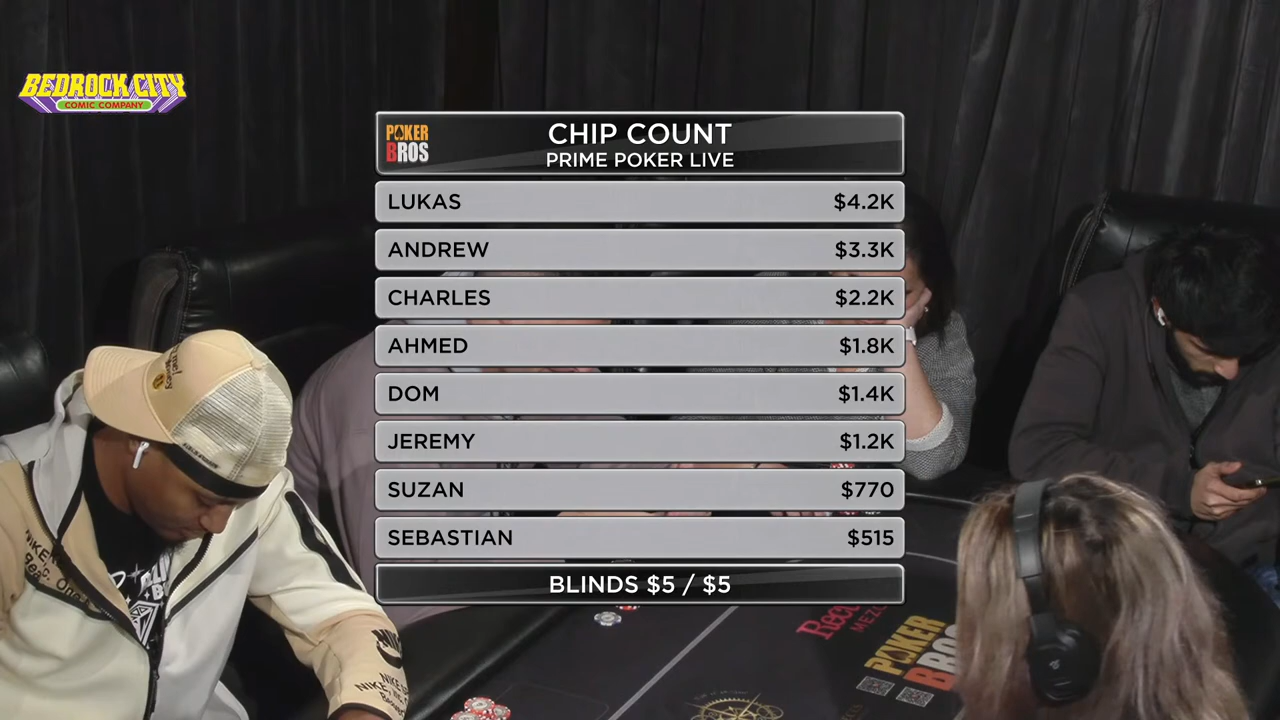 BEDROCK CITY
COMIC COMPANY
POKER
BROS
CHIP COUNT
PRIME POKER LIVE
LUKAS $4.2K
ANDREW $3.3K
CHARLES $2.2K
AHMED $1.8K
DOM $1.4K
JEREMY $1.2K
SUZAN $770
SEBASTIAN $515
BLINDS $5 / $5
MEZC
POKER
BROS